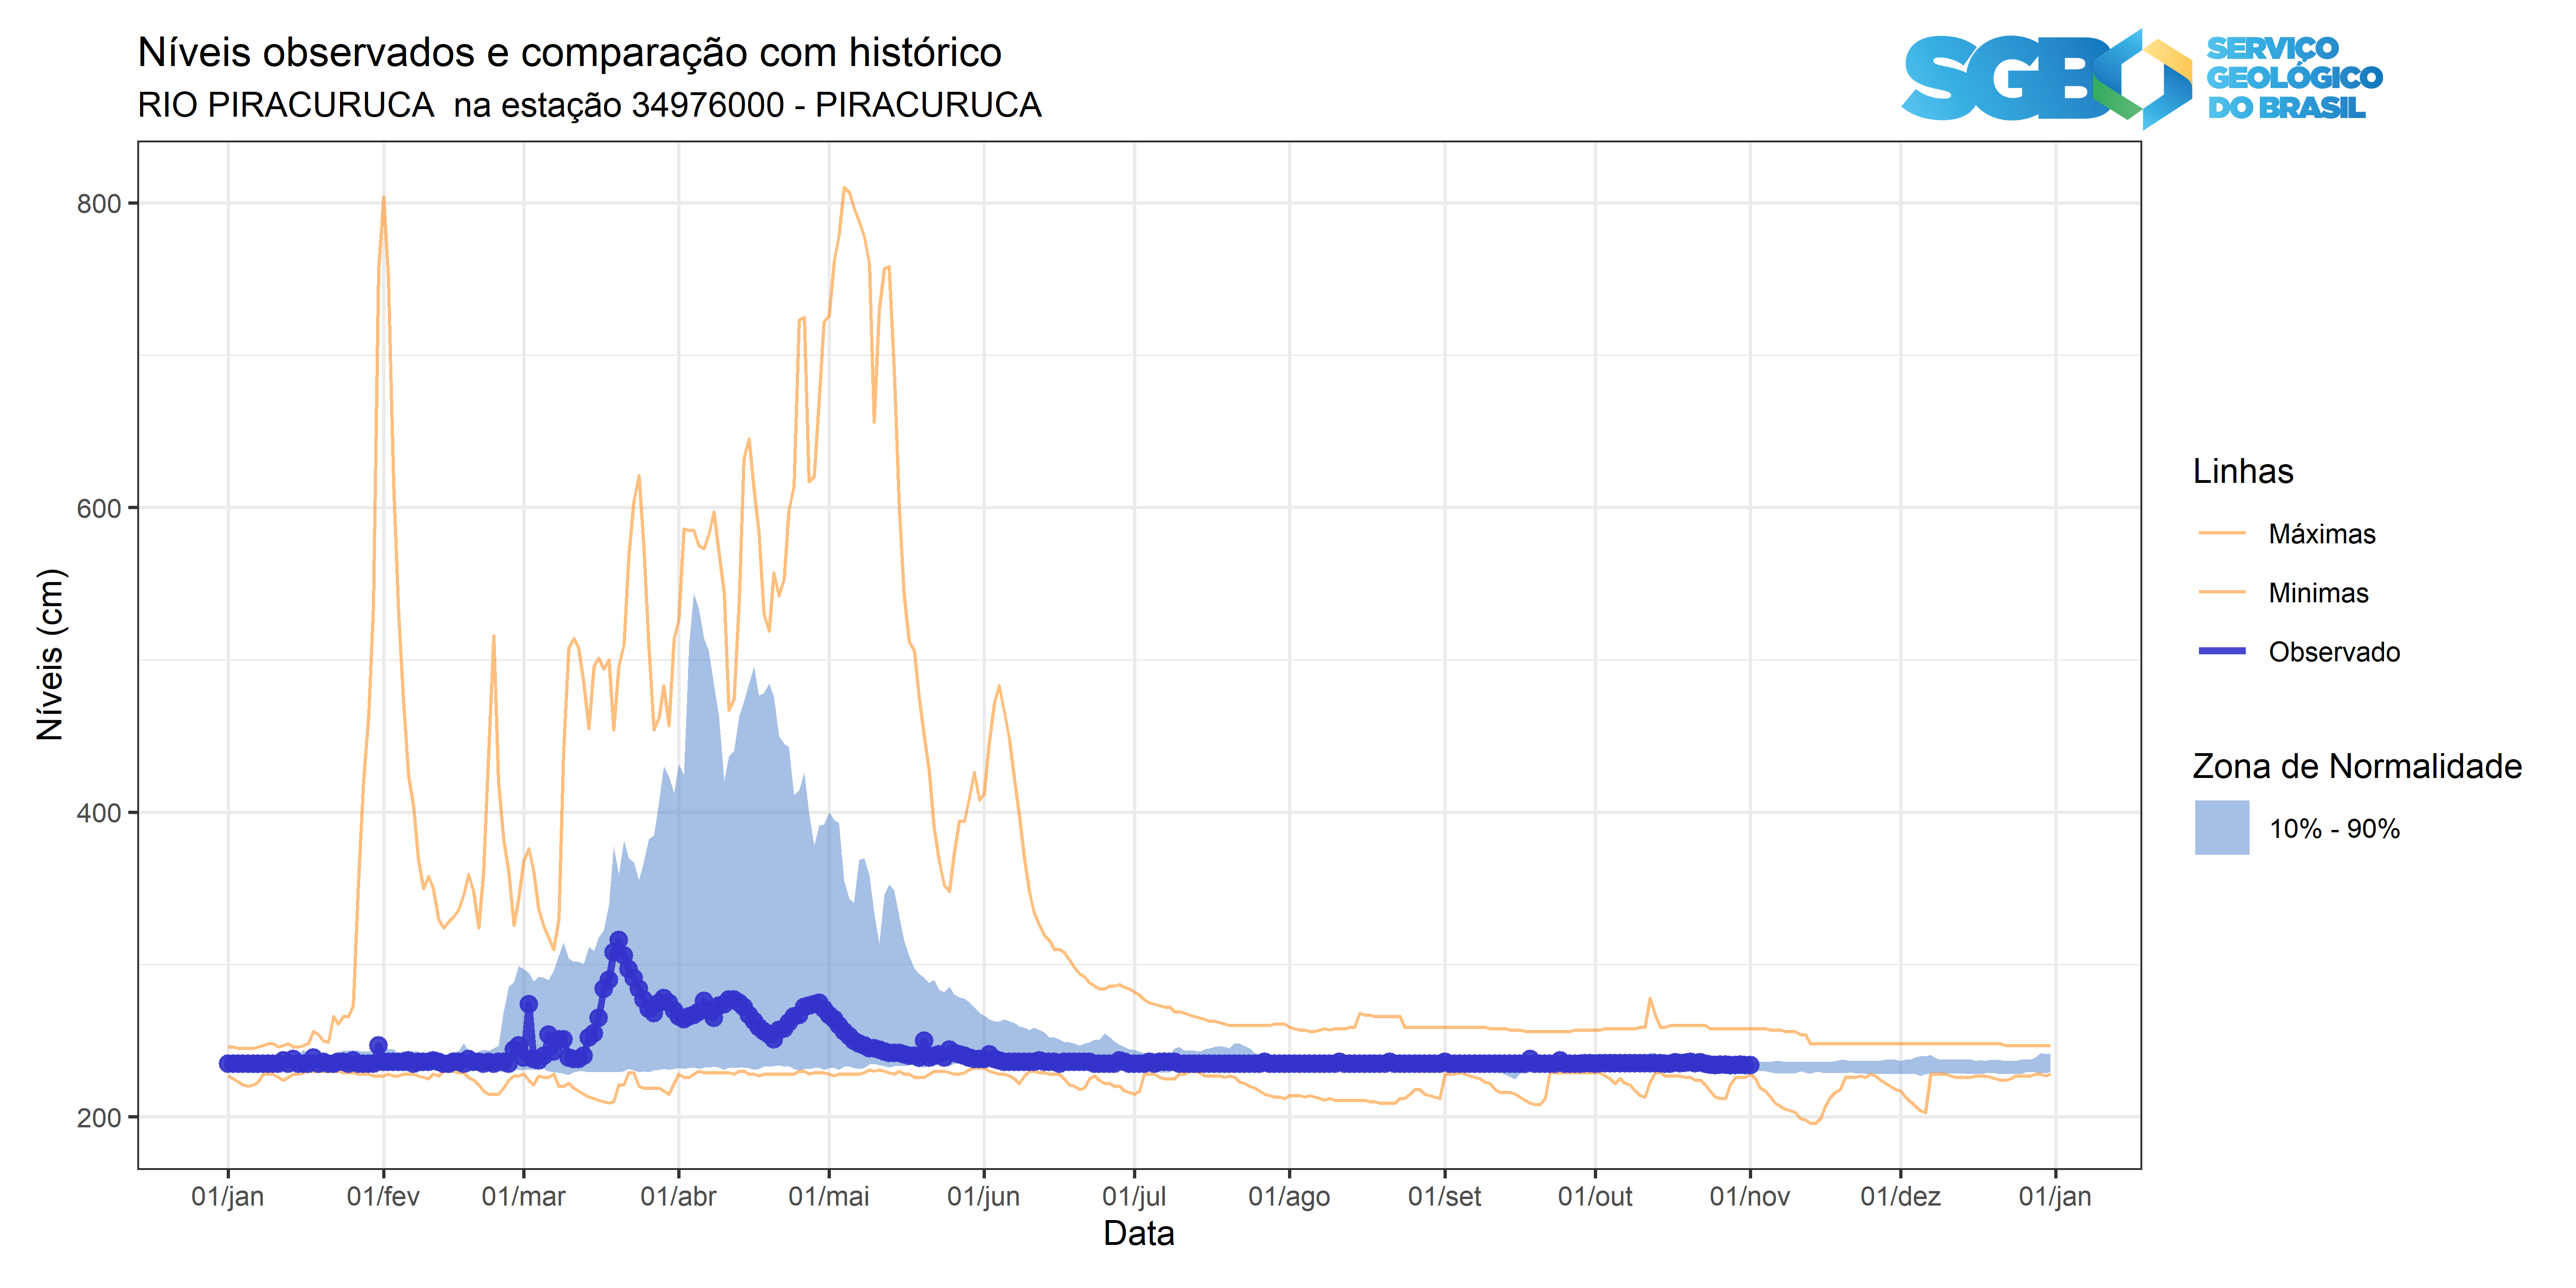 Níveis observados e comparação com histórico
RIO PIRACURUCA  na estação 34976000 - PIRACURUCA
SGB
SERVIÇO
GEOLÓGICO
DO BRASIL
Níveis (cm)
800
600
400
200
01/jan 01/fev 01/mar 01/abr 01/mai 01/jun 01/jul 01/ago 01/set 01/out 01/nov 01/dez 01/jan
Data
Linhas
Máximas
Minimas
Observado
Zona de Normalidade
10% - 90%